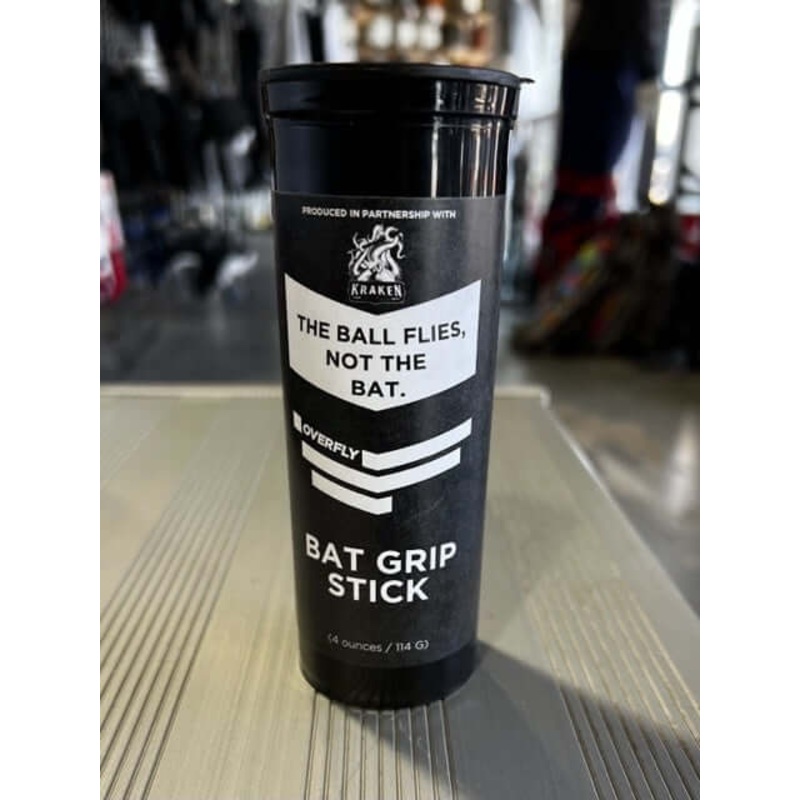 PRODUCED IN PARTNERSHIP WITH
KRAKEN
THE BALL FLIES,
NOT THE
BAT.
OVERFLY
BAT GRIP
STICK
(4 ounces / 114 G)